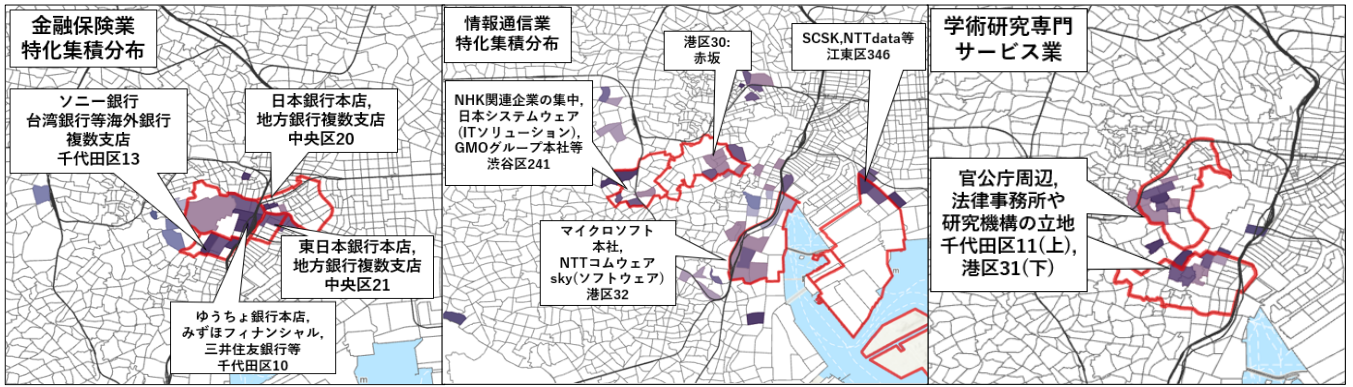 金融保険業
特化集積分布
ソニー銀行
台湾銀行等海外銀行
複数支店
千代田区13
日本銀行本店,
地方銀行複数支店
中央区20
東日本銀行本店,
地方銀行複数支店
中央区21
ゆうちょ銀行本店,
みずほフィナンシャル,
三井住友銀行等
千代田区10
情報通信業
特化集積分布
港区30:
赤坂
SCSK,NTTdata等
江東区346
NHK関連企業の集中,
日本システムウェア
(ITソリューション),
GMOグループ本社等
渋谷区241
マイクロソフト
本社,
NTTコムウェア
sky(ソフトウェア)
港区32
学術研究専門
サービス業
官公庁周辺,
法律事務所や
研究機構の立地
千代田区11(上),
港区31(下)